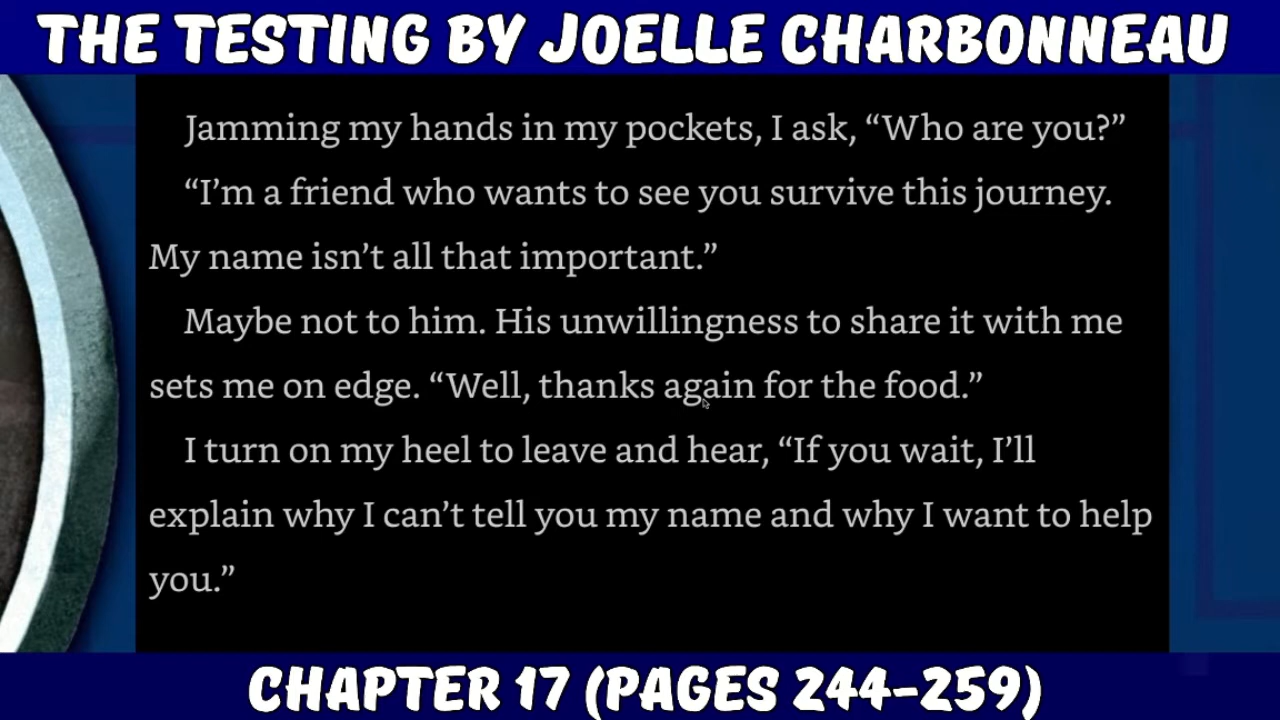 THE TESTING BY JOELLE CHARBONNEAU
Jamming my hands in my pockets, I ask, “Who are you?”
“I’m a friend who wants to see you survive this journey.
My name isn’t all that important.”
Maybe not to him. His unwillingness to share it with me
sets me on edge. “Well, thanks again for the food.”
I turn on my heel to leave and hear, “If you wait, I’ll
explain why I can’t tell you my name and why I want to help
you.”
CHAPTER 17 (PAGES 244-259)